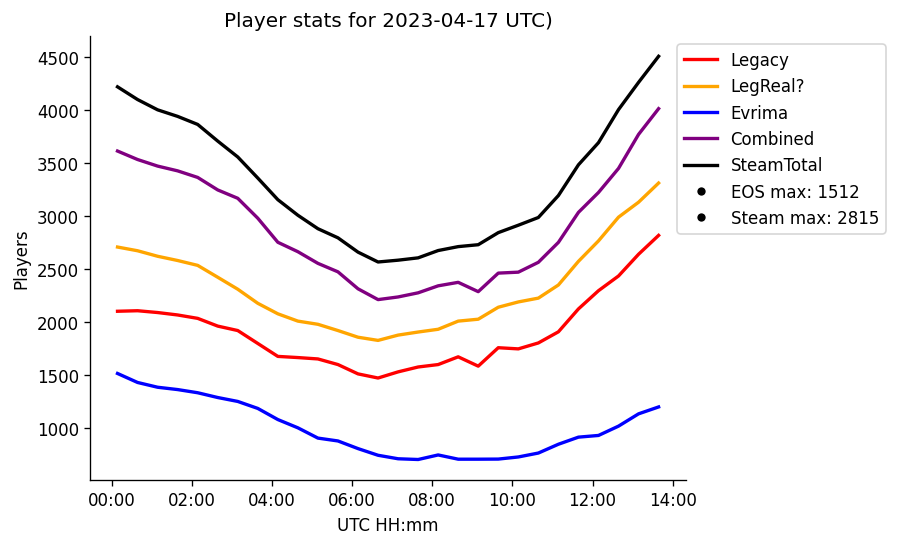 Player stats for 2023-04-17 UTC)
4500
4000
3500
3000
2500
2000
1500
1000
Players
00:00 02:00 04:00 06:00 08:00 10:00 12:00 14:00
UTC HH:mm
Legacy
LegReal?
Evrima
Combined
SteamTotal
EOS max: 1512
Steam max: 2815